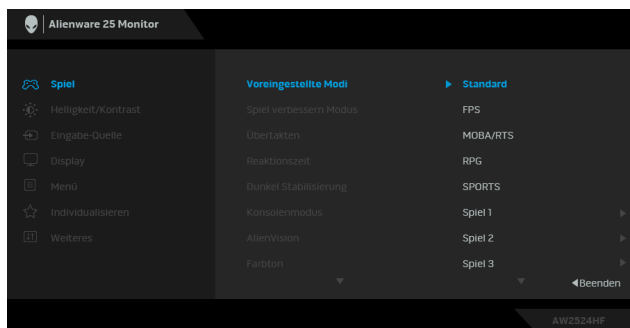 Alienware 25 Monitor
Spiel
Voreingestellte Modi
Standard
Helligkeit/Kontrast
Spiel verbessern Modus
FPS
Eingabe-Quelle
Übertakten
MOBA/RTS
Display
Reaktionszeit
RPG
Menü
Dunkel Stabilisierung
SPORTS
Individualisieren
Konsolenmodus
Spiel 1
Weiteres
AlienVision
Spiel 2
Farbton
Spiel 3
Beenden
AW2524HF